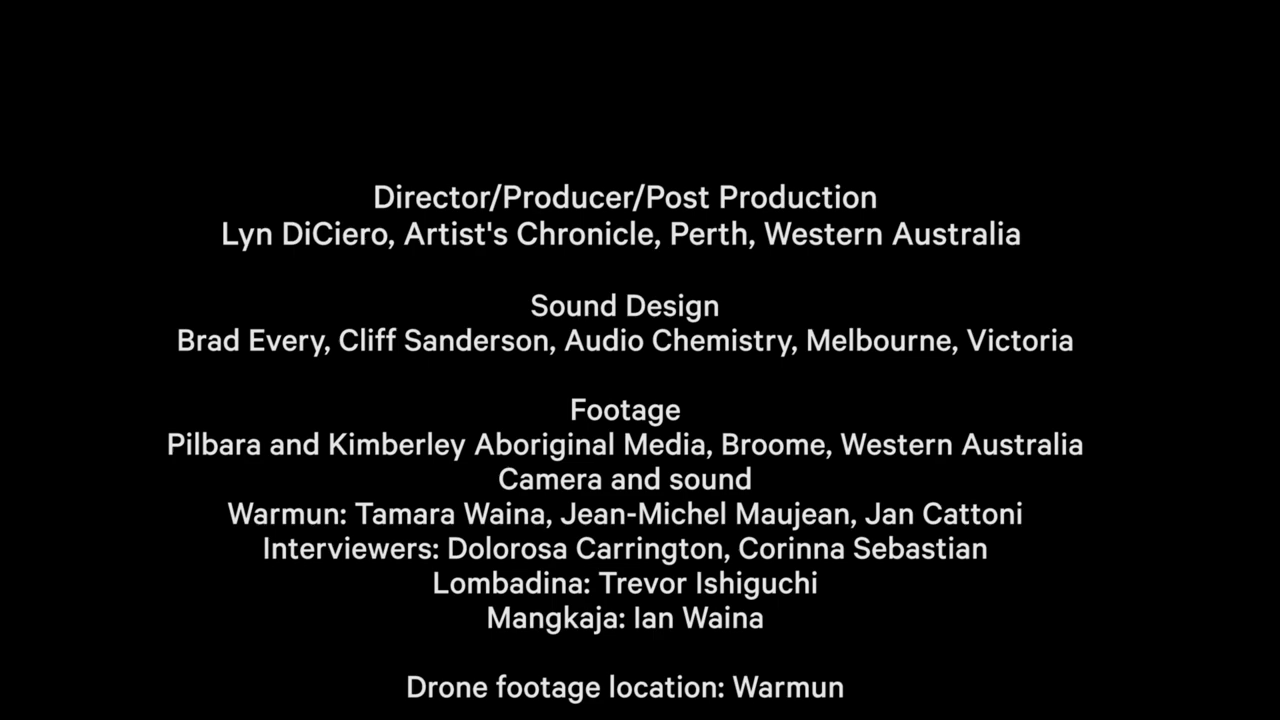 Director/Producer/Post Production
Lyn DiCiero, Artist's Chronicle, Perth, Western Australia
Sound Design
Brad Every, Cliff Sanderson, Audio Chemistry, Melbourne, Victoria
Footage
Pilbara and Kimberley Aboriginal Media, Broome, Western Australia
Camera and sound
Warmun: Tamara Waina, Jean-Michel Maujean, Jan Cattoni
Interviewers: Dolorosa Carrington, Corinna Sebastian
Lombadina: Trevor Ishiguchi
Mangkaja: Ian Waina
Drone footage location: Warmun